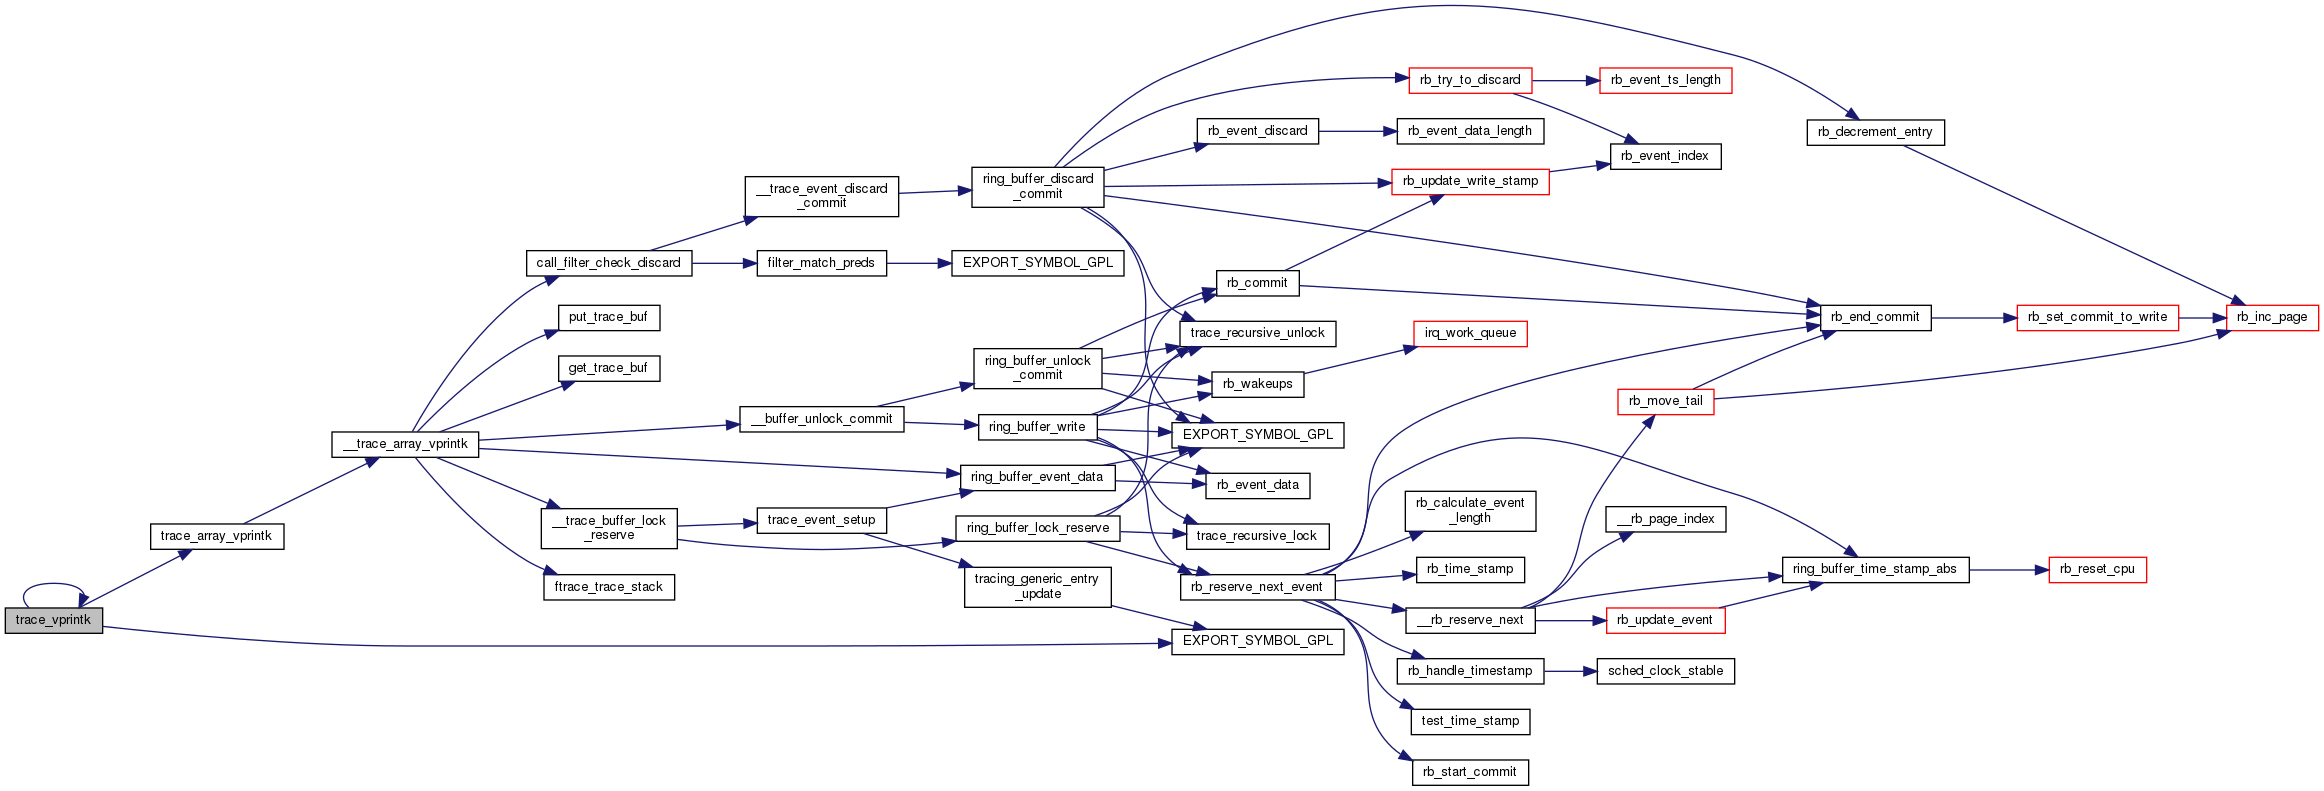 trace_vprintk
trace_array_vprintk
__trace_array_vprintk
call_filter_check_discard
put_trace_buf
get_trace_buf
__trace_buffer_lock
_reserve
ftrace_trace_stack
__trace_event_discard
_commit
filter_match_preds
__buffer_unlock_commit
trace_event_setup
ring_buffer_discard
_commit
EXPORT_SYMBOL_GPL
ring_buffer_unlock
_commit
ring_buffer_write
ring_buffer_event_data
ring_buffer_lock_reserve
tracing_generic_entry
_update
rb_event_discard
rb_commit
trace_recursive_unlock
rb_wakeups
EXPORT_SYMBOL_GPL
rb_event_data
trace_recursive_lock
rb_reserve_next_event
EXPORT_SYMBOL_GPL
rb_try_to_discard
rb_event_data_length
rb_update_write_stamp
irq_work_queue
rb_calculate_event
_length
rb_time_stamp
__rb_reserve_next
rb_handle_timestamp
test_time_stamp
rb_start_commit
rb_event_ts_length
rb_event_index
rb_move_tail
__rb_page_index
rb_update_event
sched_clock_stable
rb_decrement_entry
rb_end_commit
ring_buffer_time_stamp_abs
rb_set_commit_to_write
rb_reset_cpu
rb_inc_page